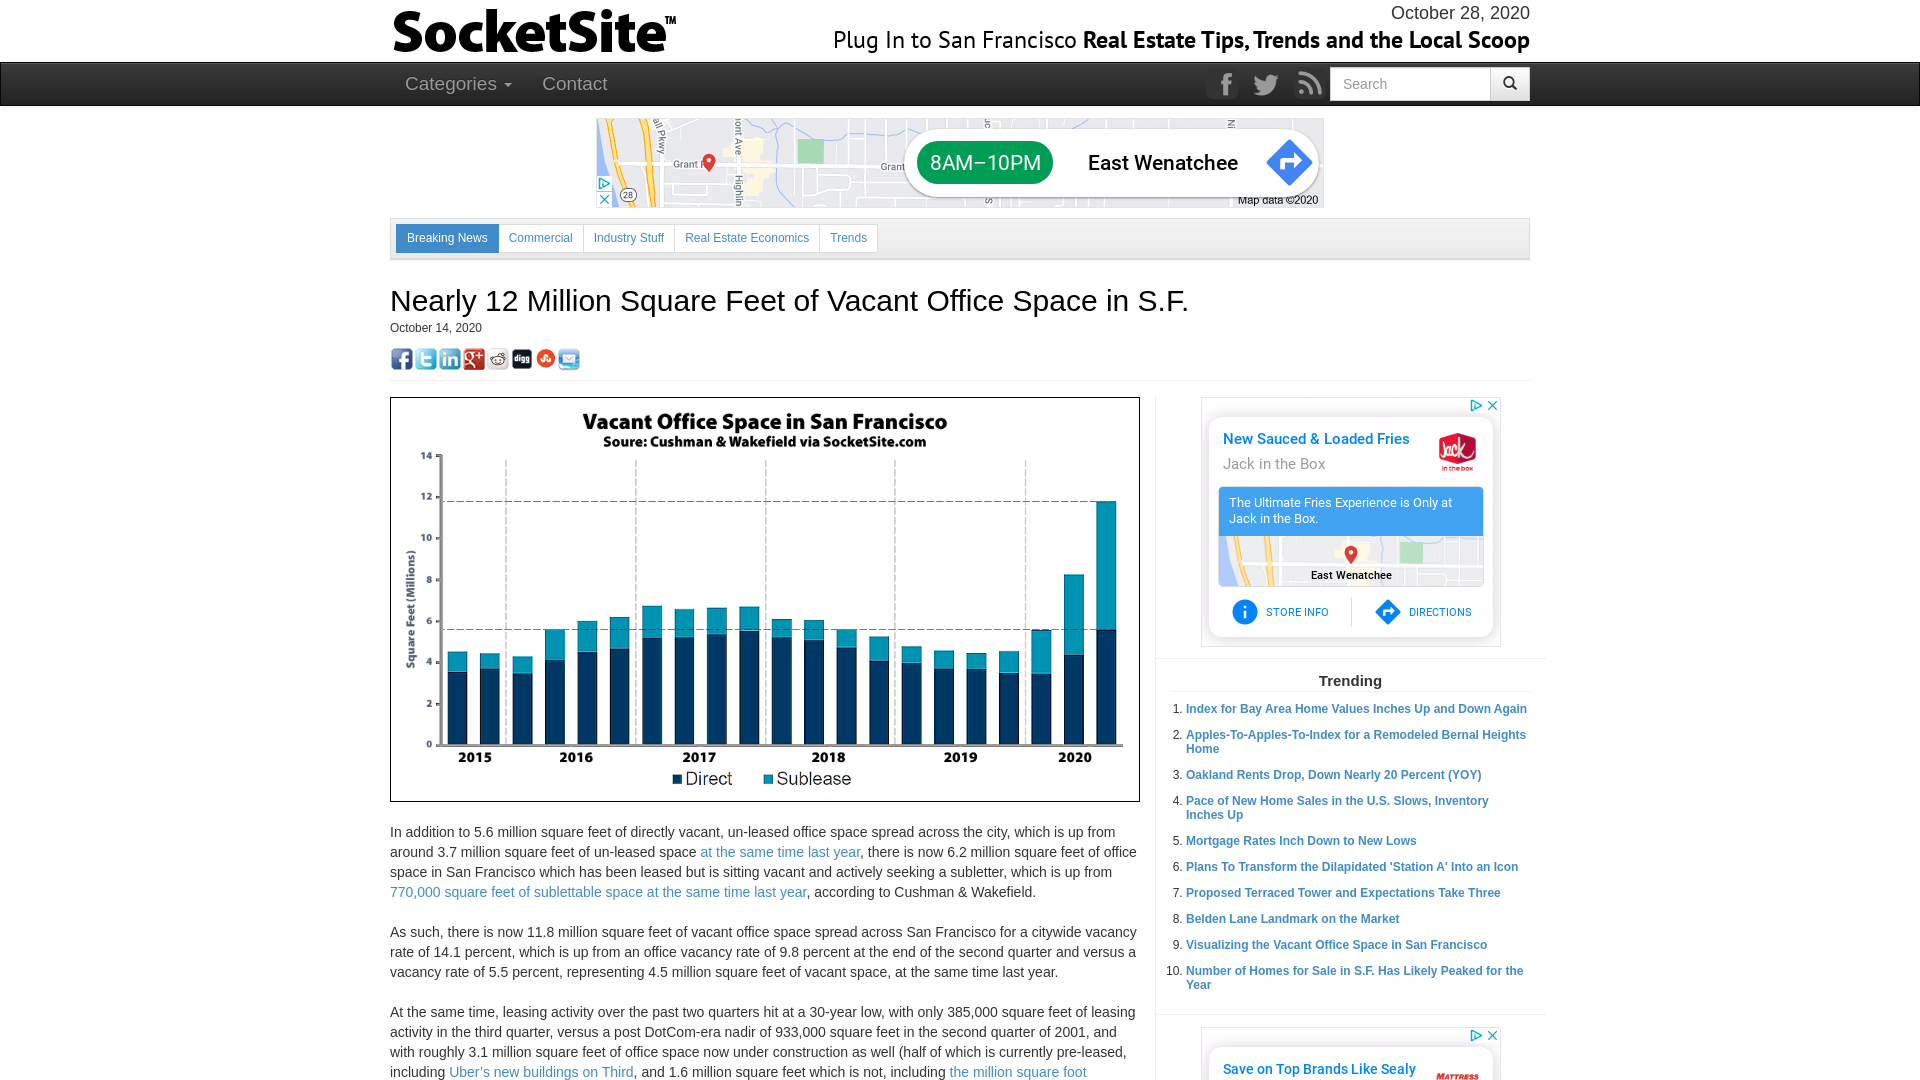 SocketSite™
October 28, 2020
Plug In to San Francisco Real Estate Tips, Trends and the Local Scoop
Categories
Contact
Search
Grant
28
Highlin
Grant
8AM–10PM
East Wenatchee
Map data ©2020
Breaking News
Commercial
Industry Stuff
Real Estate Economics
Trends
Nearly 12 Million Square Feet of Vacant Office Space in S.F.
October 14, 2020
digg
Vacant Office Space in San Francisco
Soure: Cushman & Wakefield via SocketSite.com
Square Feet (Millions)
14
12
10
8
6
4
2
0
2015
2016
2017
2018
2019
2020
Direct
Sublease
In addition to 5.6 million square feet of directly vacant, un-leased office space spread across the city, which is up from
around 3.7 million square feet of un-leased space at the same time last year, there is now 6.2 million square feet of office
space in San Francisco which has been leased but is sitting vacant and actively seeking a subletter, which is up from
770,000 square feet of sublettable space at the same time last year, according to Cushman & Wakefield.
As such, there is now 11.8 million square feet of vacant office space spread across San Francisco for a citywide vacancy
rate of 14.1 percent, which is up from an office vacancy rate of 9.8 percent at the end of the second quarter and versus a
vacancy rate of 5.5 percent, representing 4.5 million square feet of vacant space, at the same time last year.
At the same time, leasing activity over the past two quarters hit at a 30-year low, with only 385,000 square feet of leasing
activity in the third quarter, versus a post DotCom-era nadir of 933,000 square feet in the second quarter of 2001, and
with roughly 3.1 million square feet of office space now under construction as well (half of which is currently pre-leased,
including Uber's new buildings on Third, and 1.6 million square feet which is not, including the million square foot
New Sauced & Loaded Fries
Jack in the Box
Jack
in the box
The Ultimate Fries Experience is Only at
Jack in the Box.
East Wenatchee
STORE INFO
DIRECTIONS
Trending
1. Index for Bay Area Home Values Inches Up and Down Again
2. Apples-To-Apples-To-Index for a Remodeled Bernal Heights
Home
3. Oakland Rents Drop, Down Nearly 20 Percent (YOY)
4. Pace of New Home Sales in the U.S. Slows, Inventory
Inches Up
5. Mortgage Rates Inch Down to New Lows
6. Plans To Transform the Dilapidated 'Station A' Into an Icon
7. Proposed Terraced Tower and Expectations Take Three
8. Belden Lane Landmark on the Market
9. Visualizing the Vacant Office Space in San Francisco
10. Number of Homes for Sale in S.F. Has Likely Peaked for the
Year
Save on Top Brands Like Sealy
MATTRESS